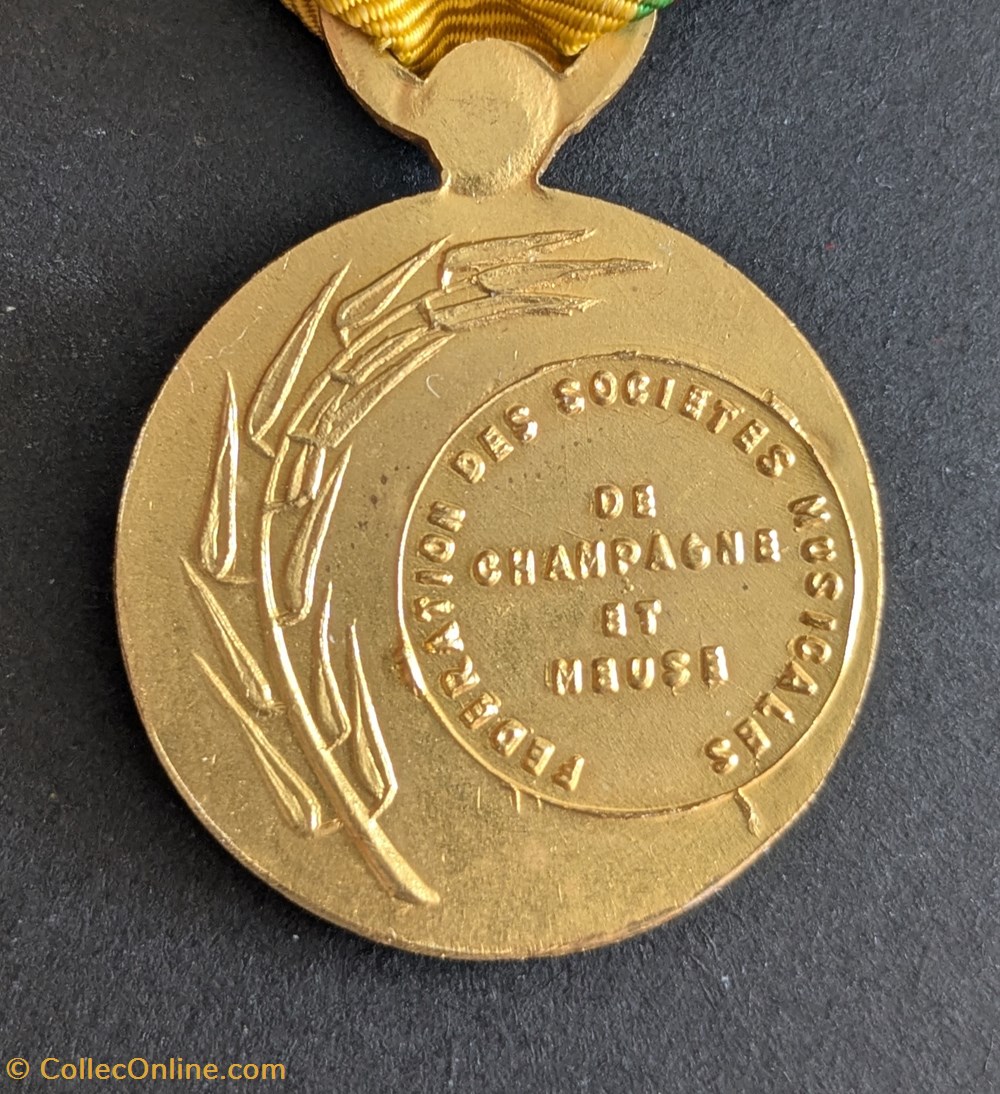 FEDERATION DES SOCIETES MUSICALES
DE
CHAMPAGNE
ET
MEUSE
© CollecOnline.com